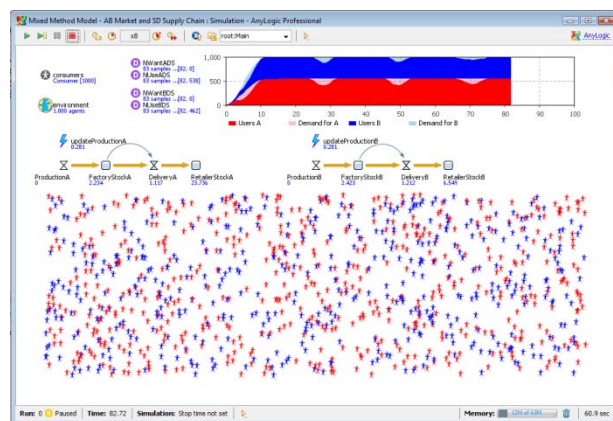 Mixed Method Model - AB Market and SD Supply Chain : Simulation - AnyLogic Professional
x8
root:Main
AnyLogic
consumers
Consumer [1000]
environment
1,000 agents
NWantADS
83 samples ...[82, 0]
NUseADS
83 samples ...[82, 538]
NWantBDS
83 samples ...[82, 0]
NUseBDS
83 samples ...[82, 462]
1,000
500
0
0 10 20 30 40 50 60 70 80 90 100
Users A Demand for A Users B Demand for B
updateProductionA
0.281
ProductionA FactoryStockA DeliveryA RetailerStockA
0 2.234 1.117 23.736
updateProductionB
0.281
ProductionB FactoryStockB DeliveryB RetailerStockB
0 2.423 1.212 6.549
Run: 0 Paused Time: 82.72 Simulation: Stop time not set Memory: 12M of 63M 60.9 sec